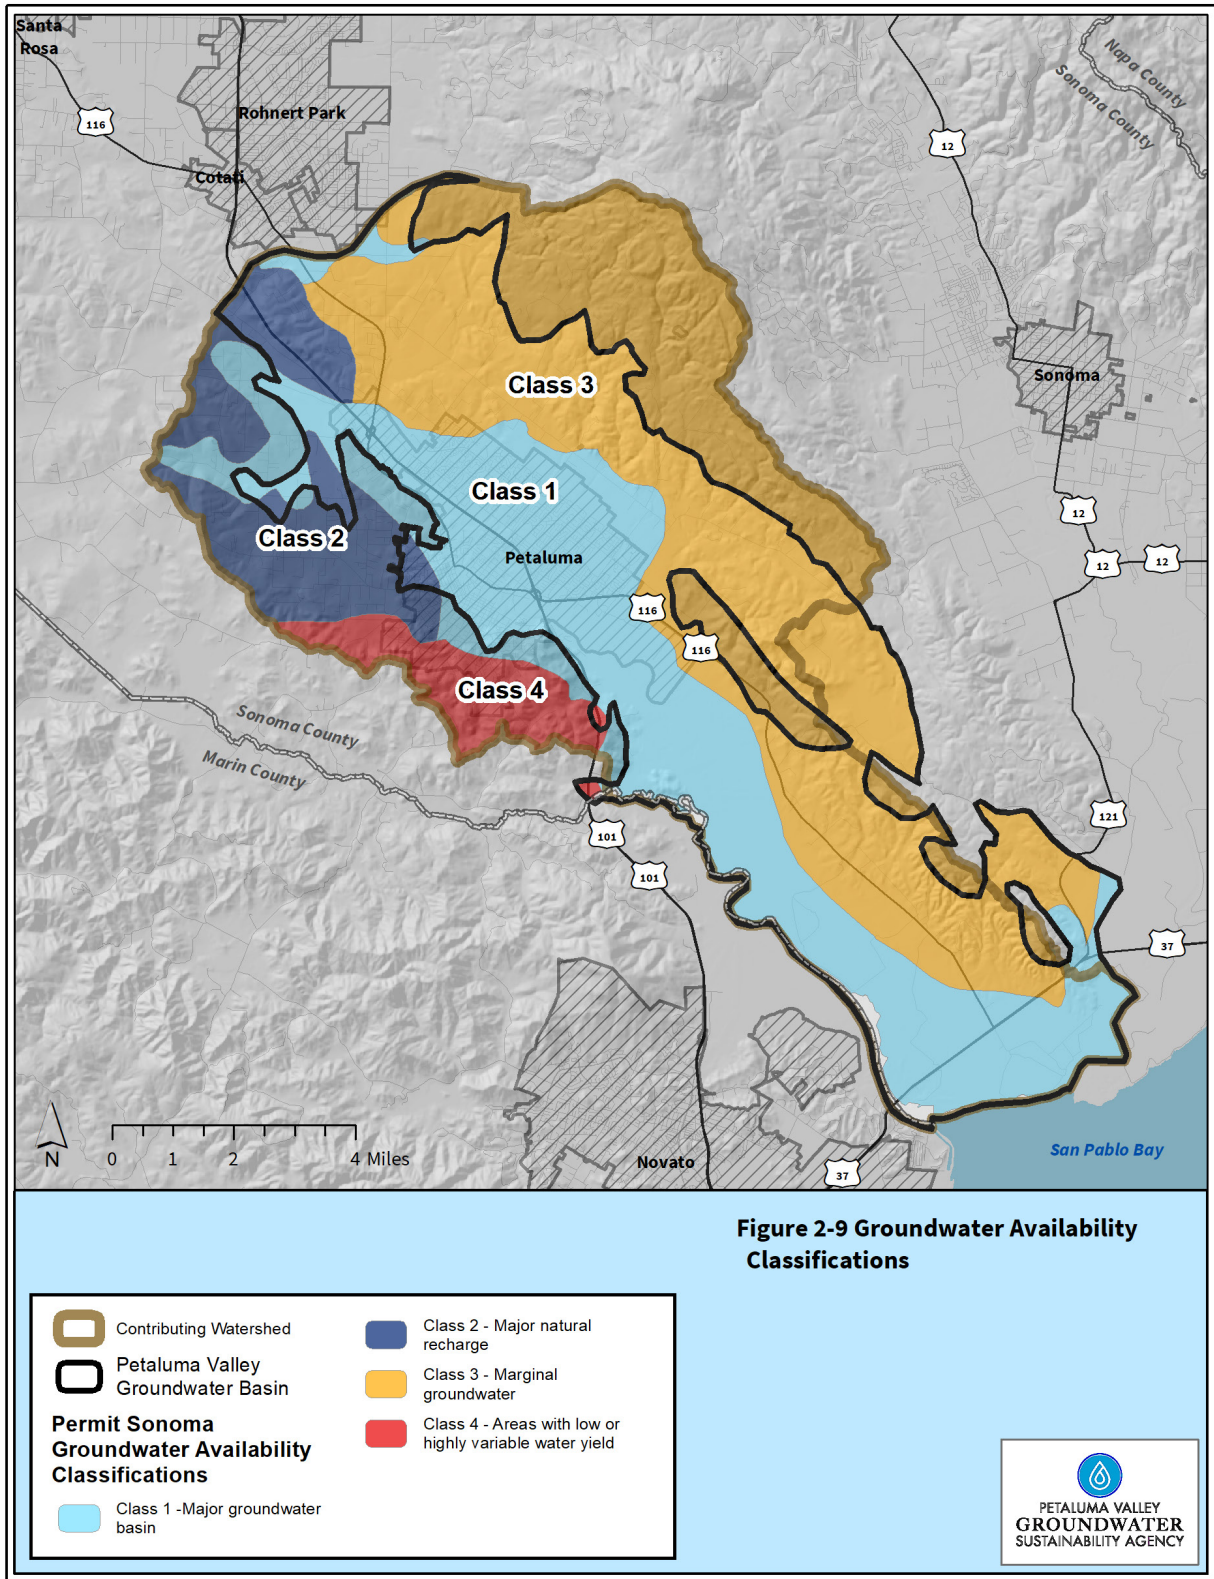 Santa
Rosa
Napa County
Sonoma County
116
Rohnert Park
12
Cotati
Class 3
Sonoma
Class 1
12
Class 2
Petaluma
12
12
116
116
Class 4
Sonoma County
Marin County
121
101
101
37
N
0 1 2 4 Miles
Novato
37
San Pablo Bay
Figure 2-9 Groundwater Availability
Classifications
Contributing Watershed
Petaluma Valley
Groundwater Basin
Permit Sonoma
Groundwater Availability
Classifications
Class 1 -Major groundwater
basin
Class 2 - Major natural
recharge
Class 3 - Marginal
groundwater
Class 4 - Areas with low or
highly variable water yield
PETALUMA VALLEY
GROUNDWATER
SUSTAINABILITY AGENCY